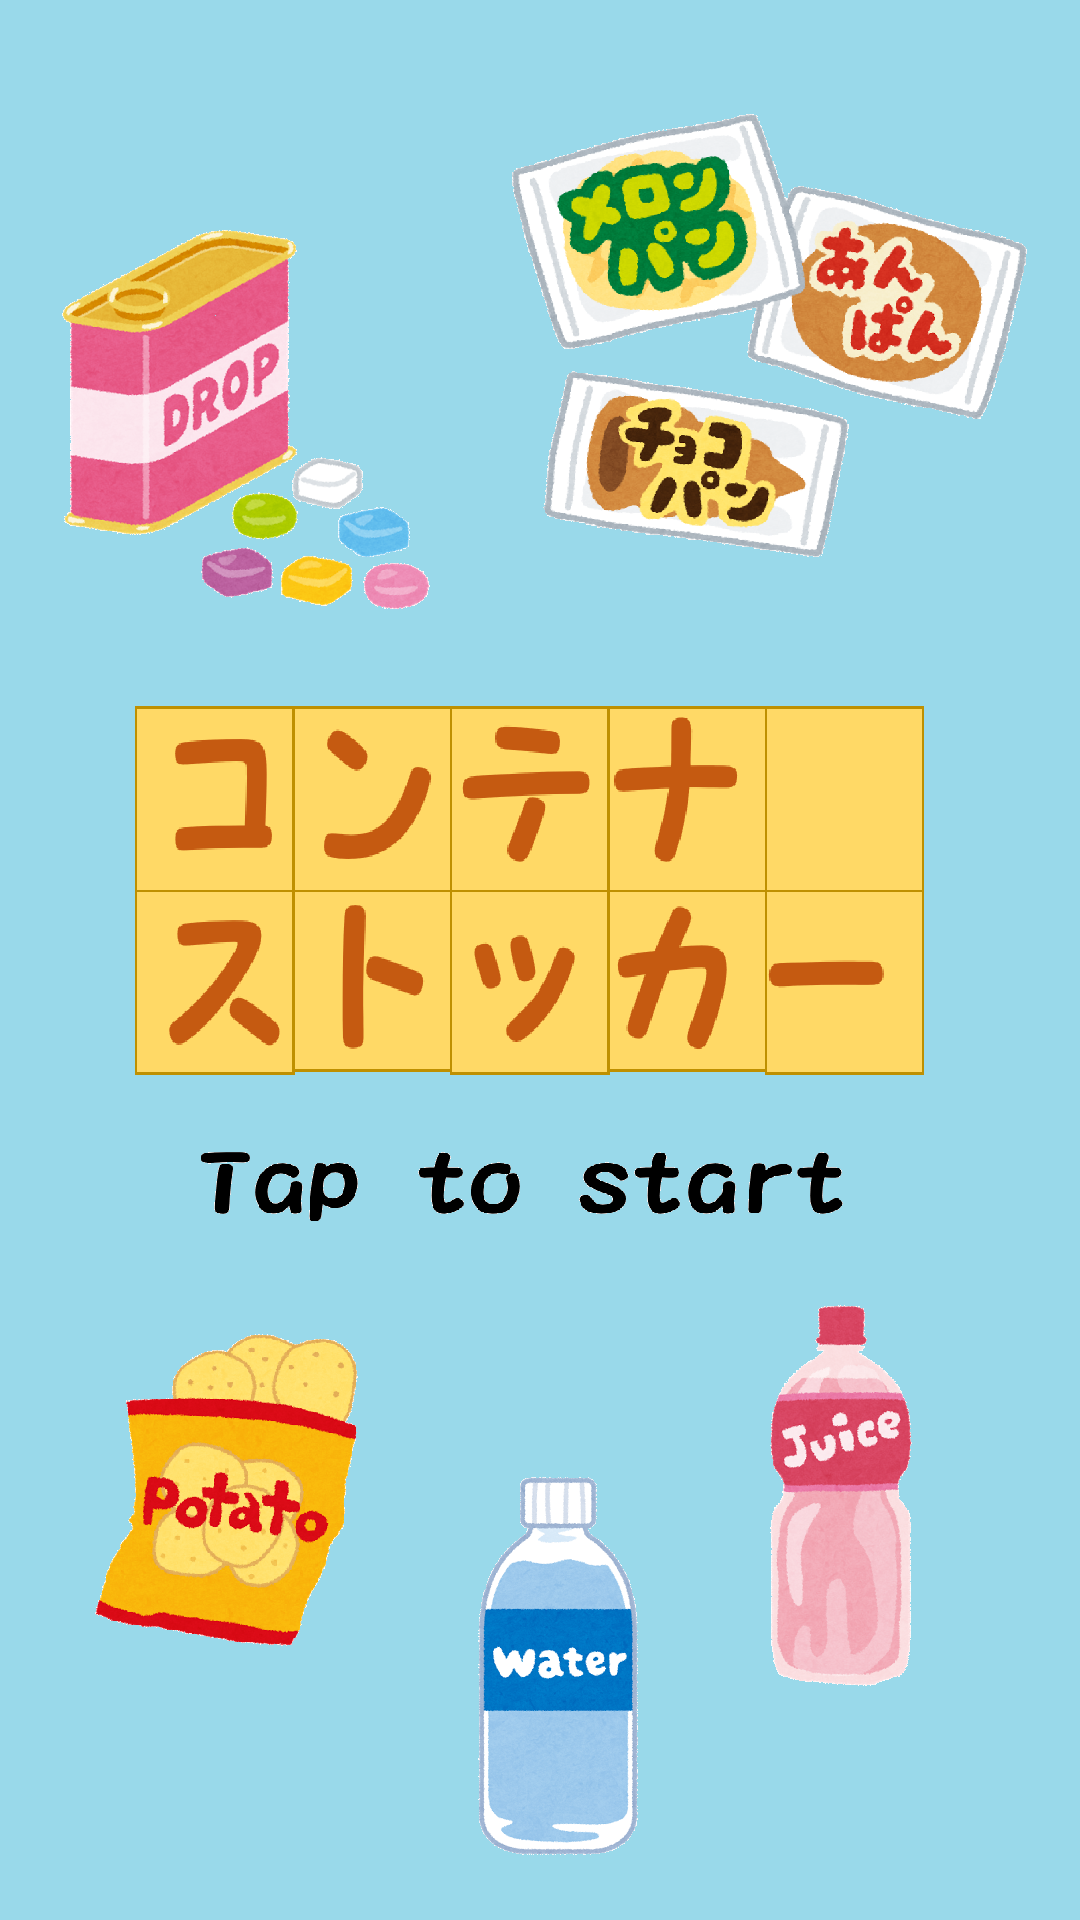 メロン
パン
あん
ぱん
DROP
チョコ
パン
コンテナ
ストッカー
Tap to start
Juice
Potato
Water